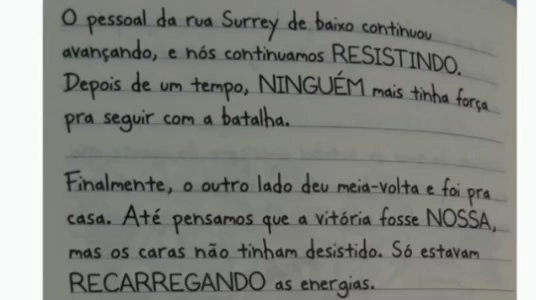 O pessoal da rua Surrey de baixo continuou
avançando, e nós continuamos RESISTINDO.
Depois de um tempo, NINGUÉM mais tinha força
pra seguir com a batalha.
Finalmente, o outro lado deu meia-volta e foi pra
casa. Até pensamos que a vitória fosse NOSSA,
mas os caras não tinham desistido. Só estavam
RECARREGANDO as energias.